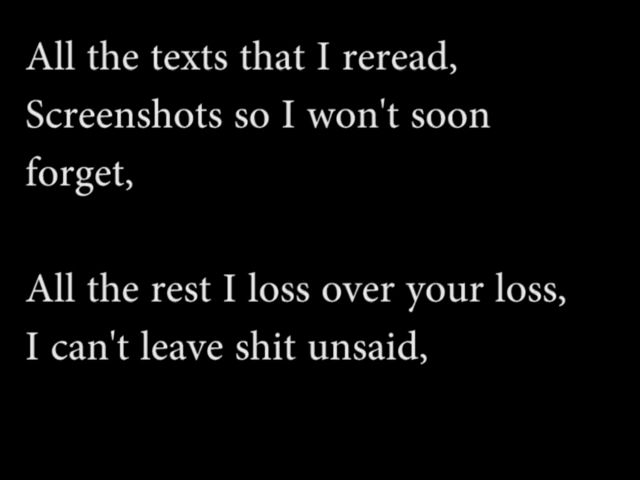 All the texts that I reread,
Screenshots so I won't soon
forget,
All the rest I loss over your loss,
I can't leave shit unsaid,